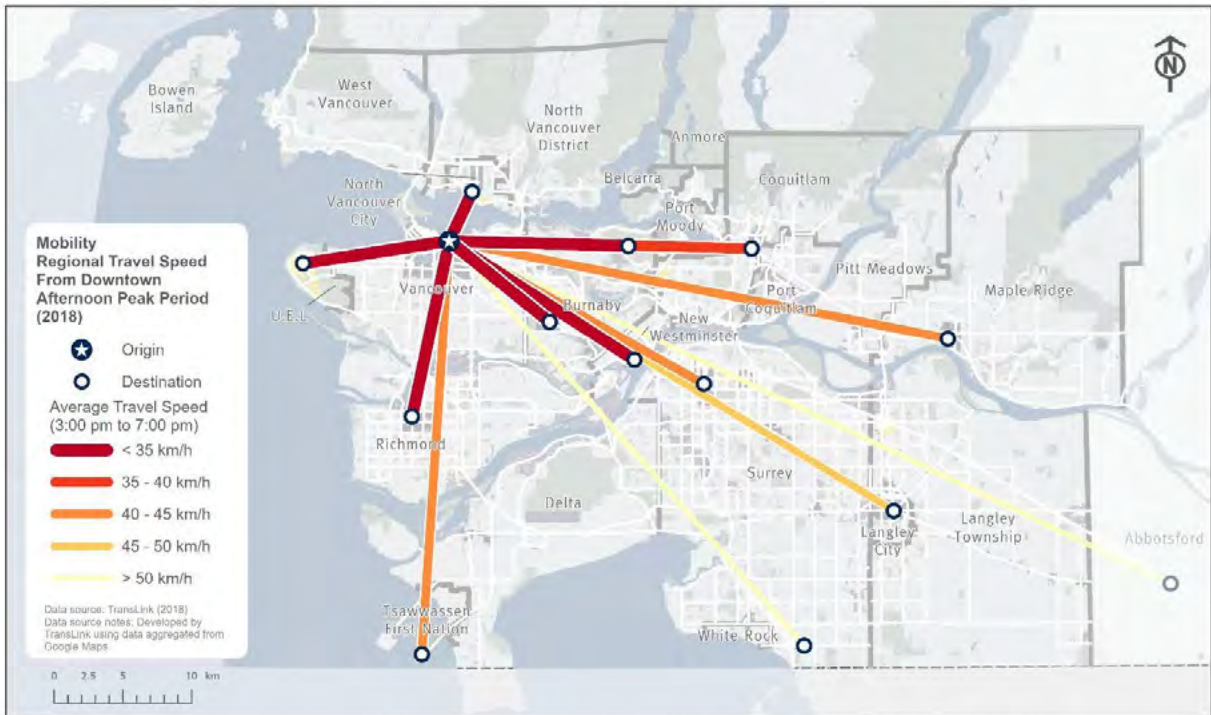 Bowen
Island
West
Vancouver
North
Vancouver
District
Anmore
North
Vancouver
City
Belcarra
Coquitlam
Port
Moody
Pitt Meadows
Maple Ridge
Port
Coquitlam
Vancouver
Burnaby
U.E.L.
New
Westminster
Richmond
Surrey
Delta
Langley
City
Langley
Township
Abbotsford
Tsawwassen
First Nation
White Rock
N
Mobility
Regional Travel Speed
From Downtown
Afternoon Peak Period
(2018)
Origin
Destination
Average Travel Speed
(3:00 pm to 7:00 pm)
< 35 km/h
35 - 40 km/h
40 - 45 km/h
45 - 50 km/h
> 50 km/h
Data source: TransLink (2018)
Data source notes: Developed by
TransLink using data aggregated from
Google Maps
0 2.5 5 10 km